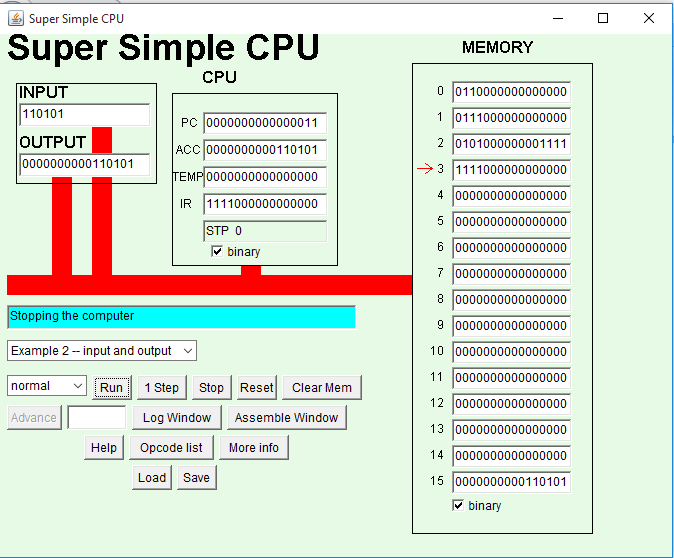 Super Simple CPU
Super Simple CPU
INPUT
110101
OUTPUT
0000000000110101
CPU
PC 0000000000000011
ACC 0000000000110101
TEMP 0000000000000000
IR 1111000000000000
STP 0
binary
MEMORY
0 0110000000000000
1 0111000000000000
2 0101000000001111
3 1111000000000000
4 0000000000000000
5 0000000000000000
6 0000000000000000
7 0000000000000000
8 0000000000000000
9 0000000000000000
10 0000000000000000
11 0000000000000000
12 0000000000000000
13 0000000000000000
14 0000000000000000
15 0000000000110101
binary
Stopping the computer
Example 2 -- input and output
normal Run 1 Step Stop Reset Clear Mem
Advance Log Window Assemble Window
Help Opcode list More info
Load Save